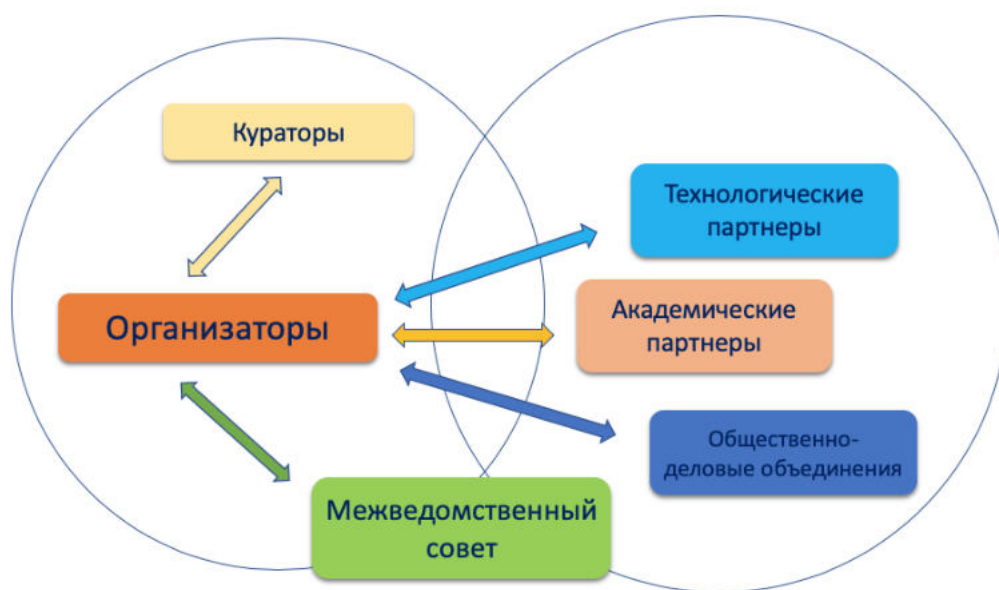 Кураторы
Технологические
партнеры
Организаторы
Академические
партнеры
Общественно-
деловые объединения
Межведомственный
совет